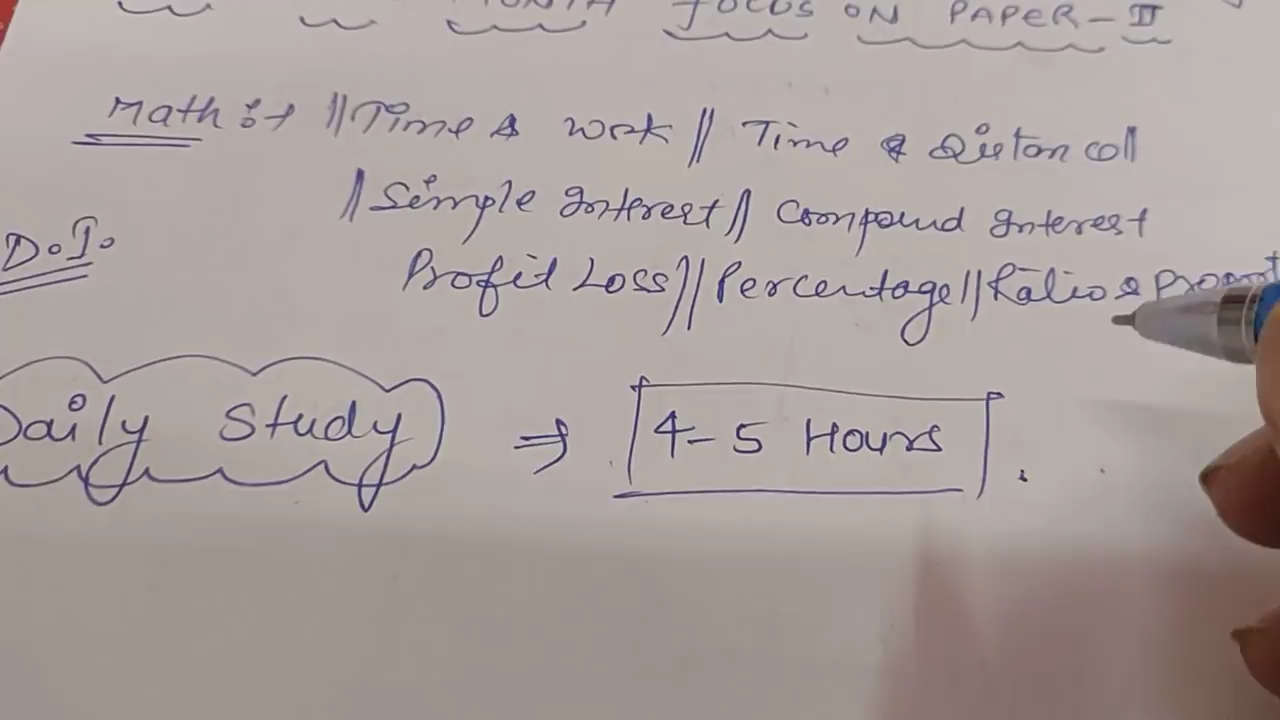 FOCUS ON PAPER-II
Math :→ || Time & Work || Time & Distance ||
|| Simple Interest || Compound Interest
D.I.
Profit Loss || Percentage || Ratio &
Daily Study ⇒ 4-5 Hours.